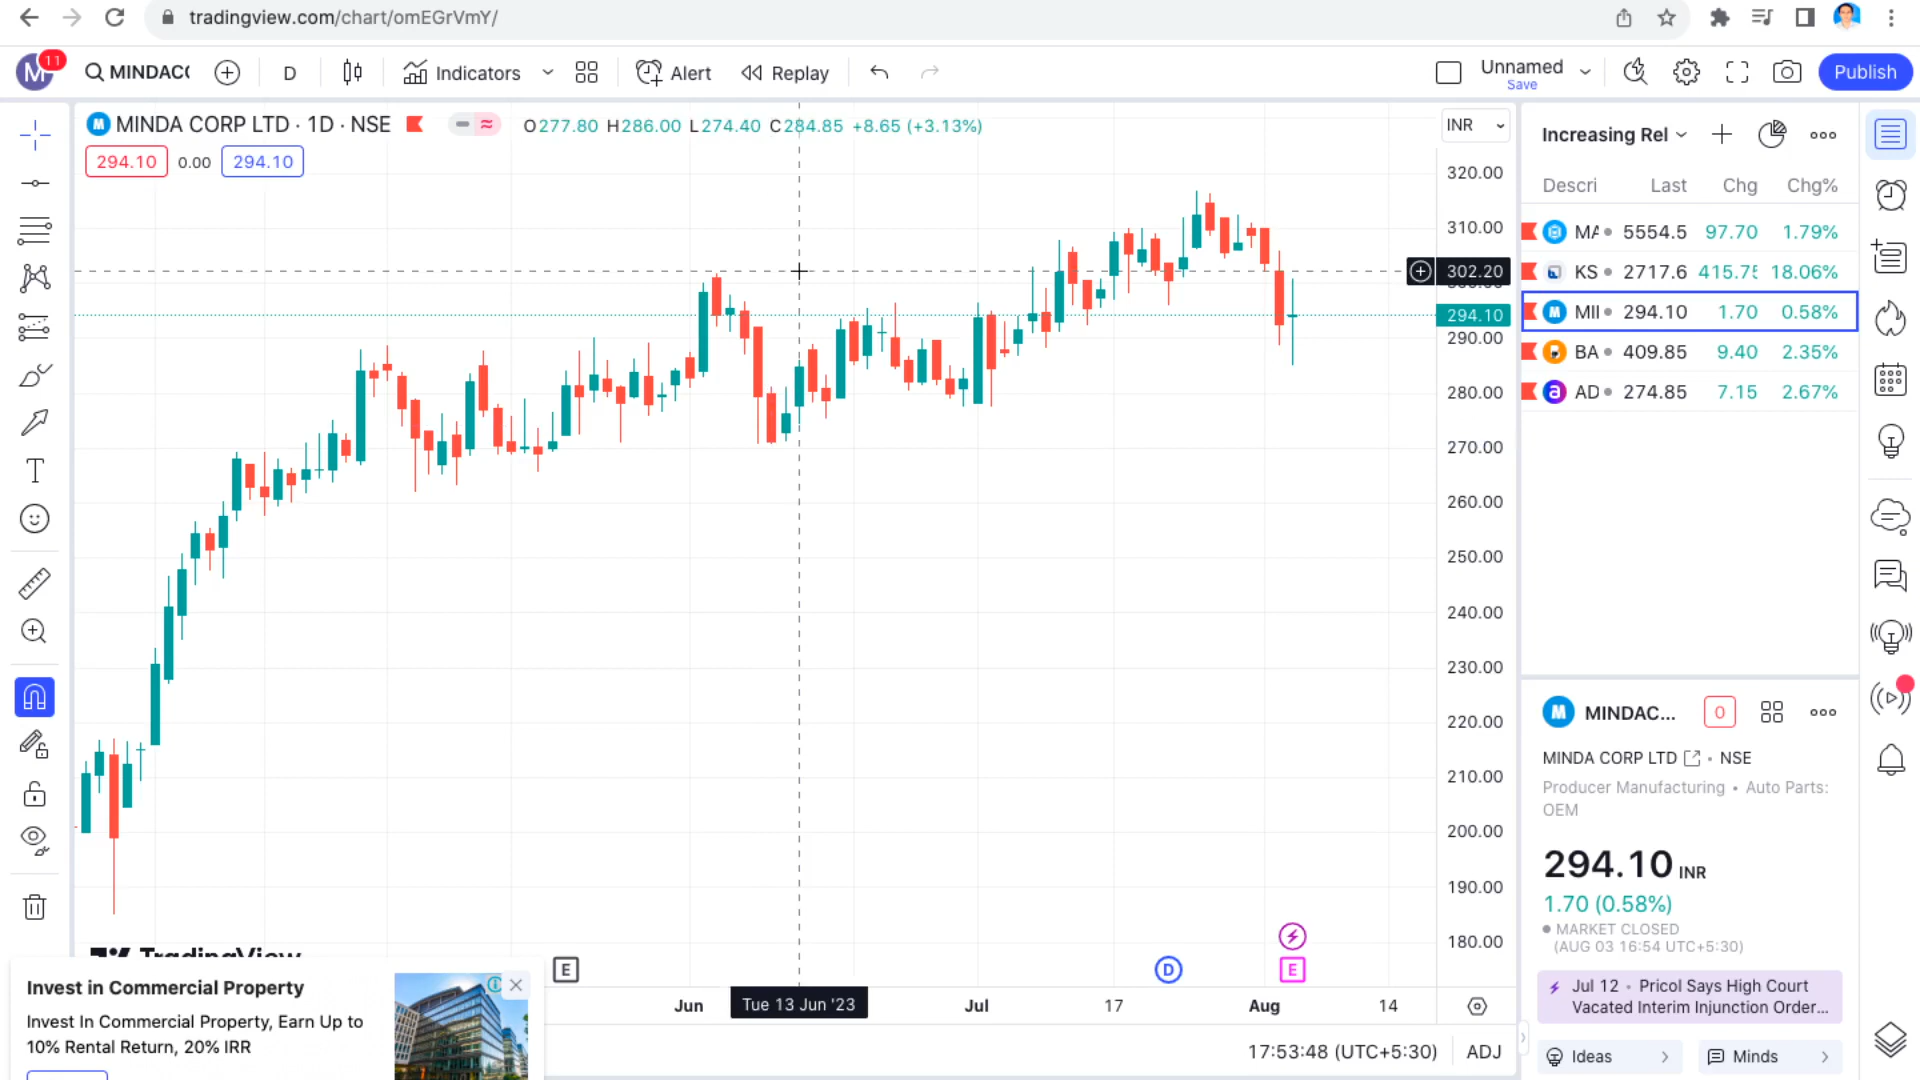 tradingview.com/chart/omEGrVmY/
M 11 MINDACO D Indicators Alert Replay Unnamed Save Publish
M MINDA CORP LTD · 1D · NSE O277.80 H286.00 L274.40 C284.85 +8.65 (+3.13%)
294.10 0.00 294.10
INR
320.00
310.00
302.20
294.10
290.00
280.00
270.00
260.00
250.00
240.00
230.00
220.00
210.00
200.00
190.00
180.00
TradingView
E D E
Jun Tue 13 Jun '23 Jul 17 Aug 14
17:53:48 (UTC+5:30) ADJ
Invest in Commercial Property
Invest In Commercial Property, Earn Up to
10% Rental Return, 20% IRR
Increasing Rel
Descri Last Chg Chg%
MA 5554.5 97.70 1.79%
KS 2717.6 415.75 18.06%
MII 294.10 1.70 0.58%
BA 409.85 9.40 2.35%
AD 274.85 7.15 2.67%
M MINDAC... 0
MINDA CORP LTD • NSE
Producer Manufacturing • Auto Parts:
OEM
294.10 INR
1.70 (0.58%)
MARKET CLOSED
(AUG 03 16:54 UTC+5:30)
Jul 12 • Pricol Says High Court
Vacated Interim Injunction Order...
Ideas Minds